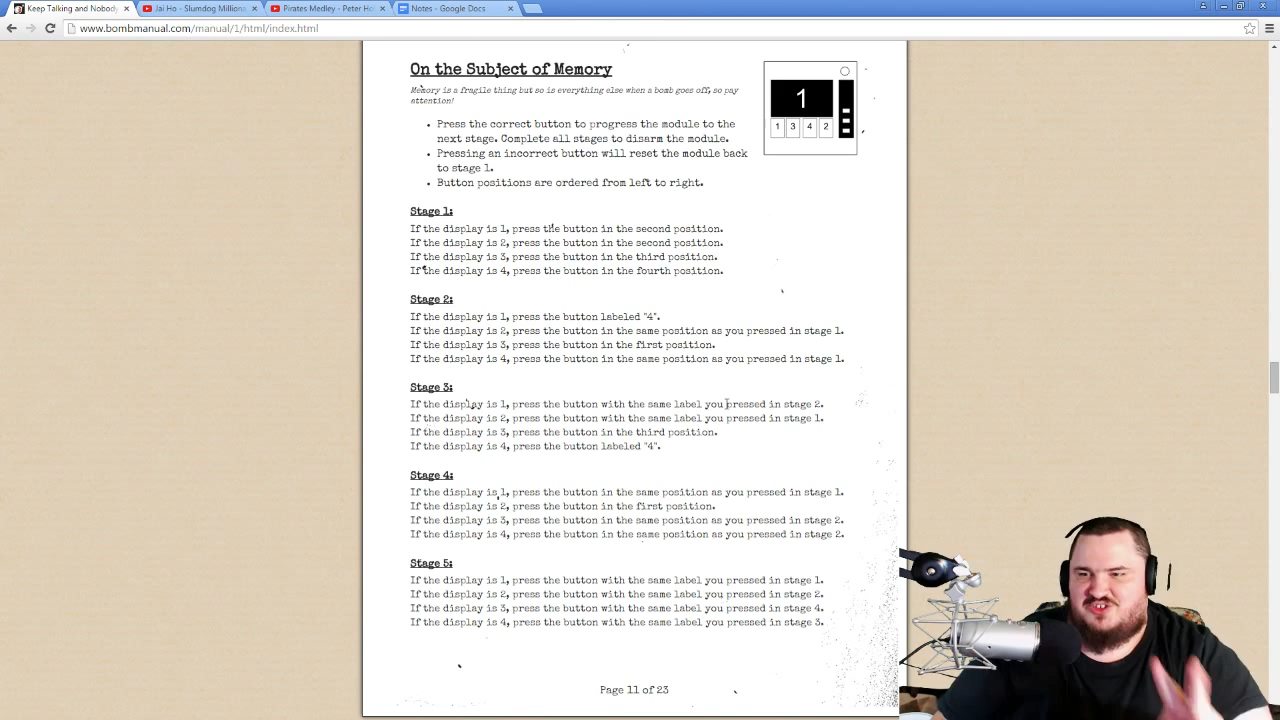 Keep Talking and Nobody
Jai Ho - Slumdog Milliona
Pirates Medley - Peter Ho
Notes - Google Docs
www.bombmanual.com/manual/1/html/index.html
On the Subject of Memory
Memory is a fragile thing but so is everything else when a bomb goes off, so pay
attention!
1
1 3 4 2
• Press the correct button to progress the module to the
next stage. Complete all stages to disarm the module.
• Pressing an incorrect button will reset the module back
to stage 1.
• Button positions are ordered from left to right.
Stage 1:
If the display is 1, press the button in the second position.
If the display is 2, press the button in the second position.
If the display is 3, press the button in the third position.
If the display is 4, press the button in the fourth position.
Stage 2:
If the display is 1, press the button labeled "4".
If the display is 2, press the button in the same position as you pressed in stage 1.
If the display is 3, press the button in the first position.
If the display is 4, press the button in the same position as you pressed in stage 1.
Stage 3:
If the display is 1, press the button with the same label you pressed in stage 2.
If the display is 2, press the button with the same label you pressed in stage 1.
If the display is 3, press the button in the third position.
If the display is 4, press the button labeled "4".
Stage 4:
If the display is 1, press the button in the same position as you pressed in stage 1.
If the display is 2, press the button in the first position.
If the display is 3, press the button in the same position as you pressed in stage 2.
If the display is 4, press the button in the same position as you pressed in stage 2.
Stage 5:
If the display is 1, press the button with the same label you pressed in stage 1.
If the display is 2, press the button with the same label you pressed in stage 2.
If the display is 3, press the button with the same label you pressed in stage 4.
If the display is 4, press the button with the same label you pressed in stage 3.
Page 11 of 23